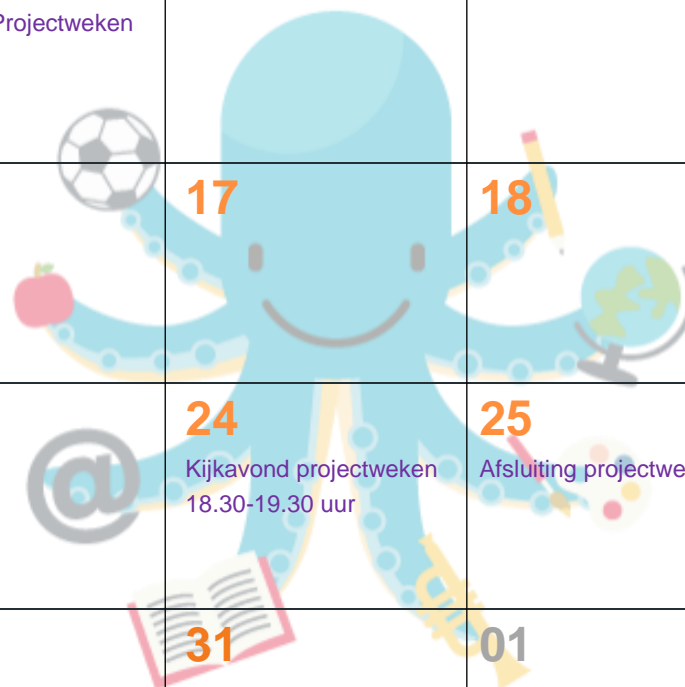 Projectweken
17
18
24
25
Kijkavond projectweken
18.30-19.30 uur
Afsluiting projectwe
@
31
01